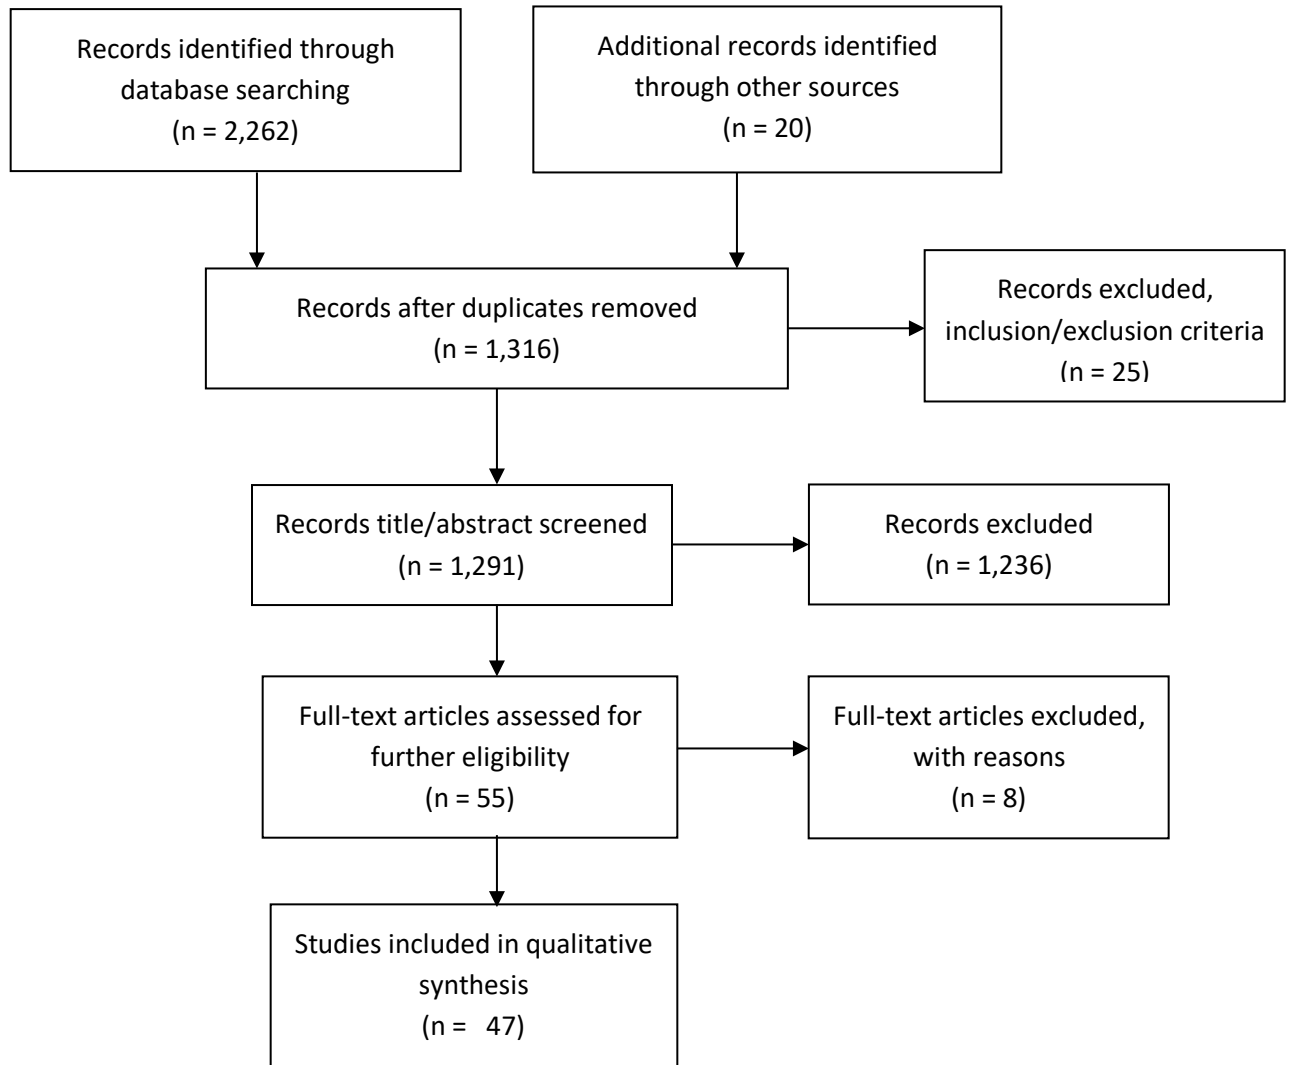 Records identified through
database searching
(n = 2,262)
Additional records identified
through other sources
(n = 20)
Records after duplicates removed
(n = 1,316)
Records excluded,
inclusion/exclusion criteria
(n = 25)
Records title/abstract screened
(n = 1,291)
Records excluded
(n = 1,236)
Full-text articles assessed for
further eligibility
(n = 55)
Full-text articles excluded,
with reasons
(n = 8)
Studies included in qualitative
synthesis
(n =   47)